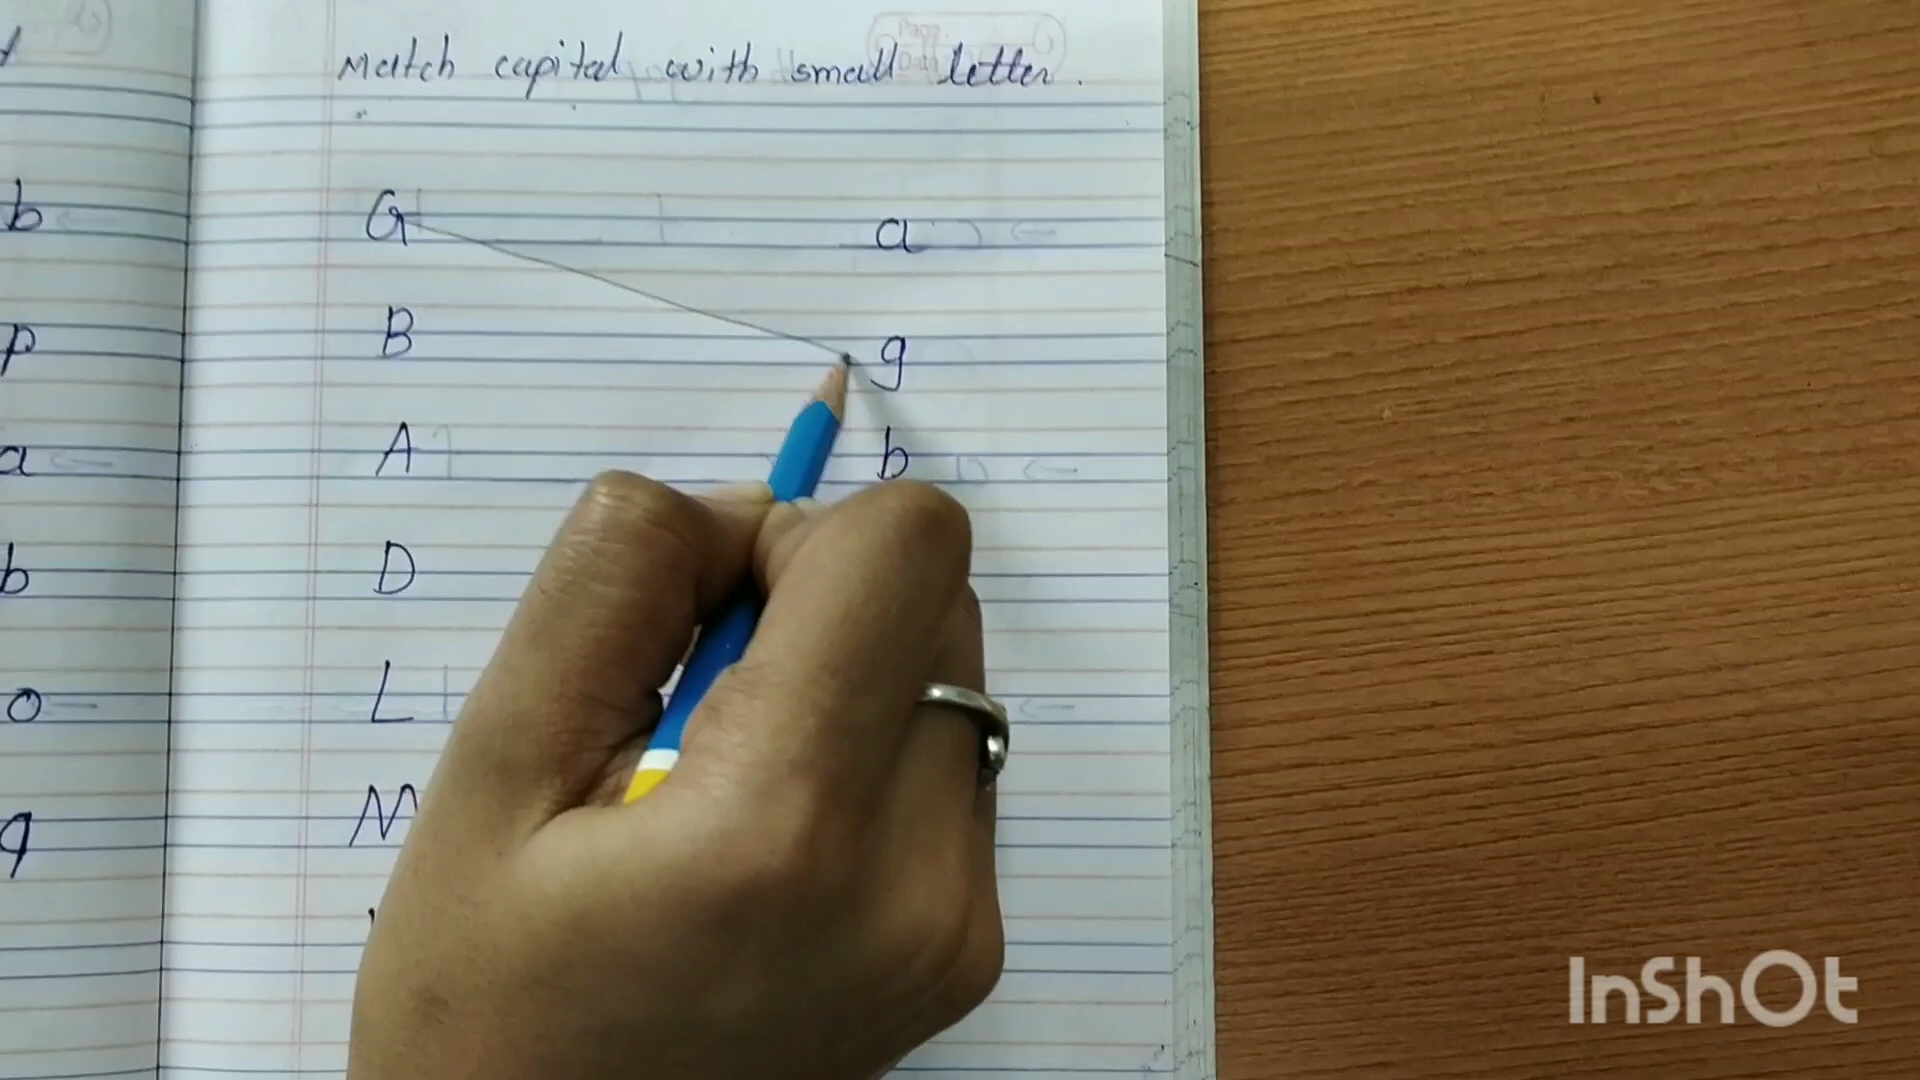 Match capital with small letter.
b
G a
p
B g
a
A b
b
D
o
L
q
M
InShOt